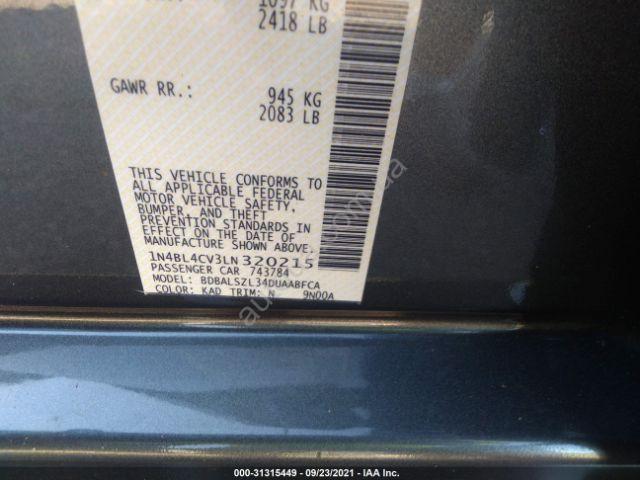 1097 KG
2418 LB
GAWR RR.: 945 KG
2083 LB
THIS VEHICLE CONFORMS TO
ALL APPLICABLE FEDERAL
MOTOR VEHICLE SAFETY,
BUMPER, AND THEFT
PREVENTION STANDARDS IN
EFFECT ON THE DATE OF
MANUFACTURE SHOWN ABOVE
1N4BL4CV3LN320215
PASSENGER CAR 743784
MODEL: BDBALSZL34DUAABFCA
COLOR: KAD TRIM: N 9N00A
000-31315449 - 09/23/2021 - IAA Inc.